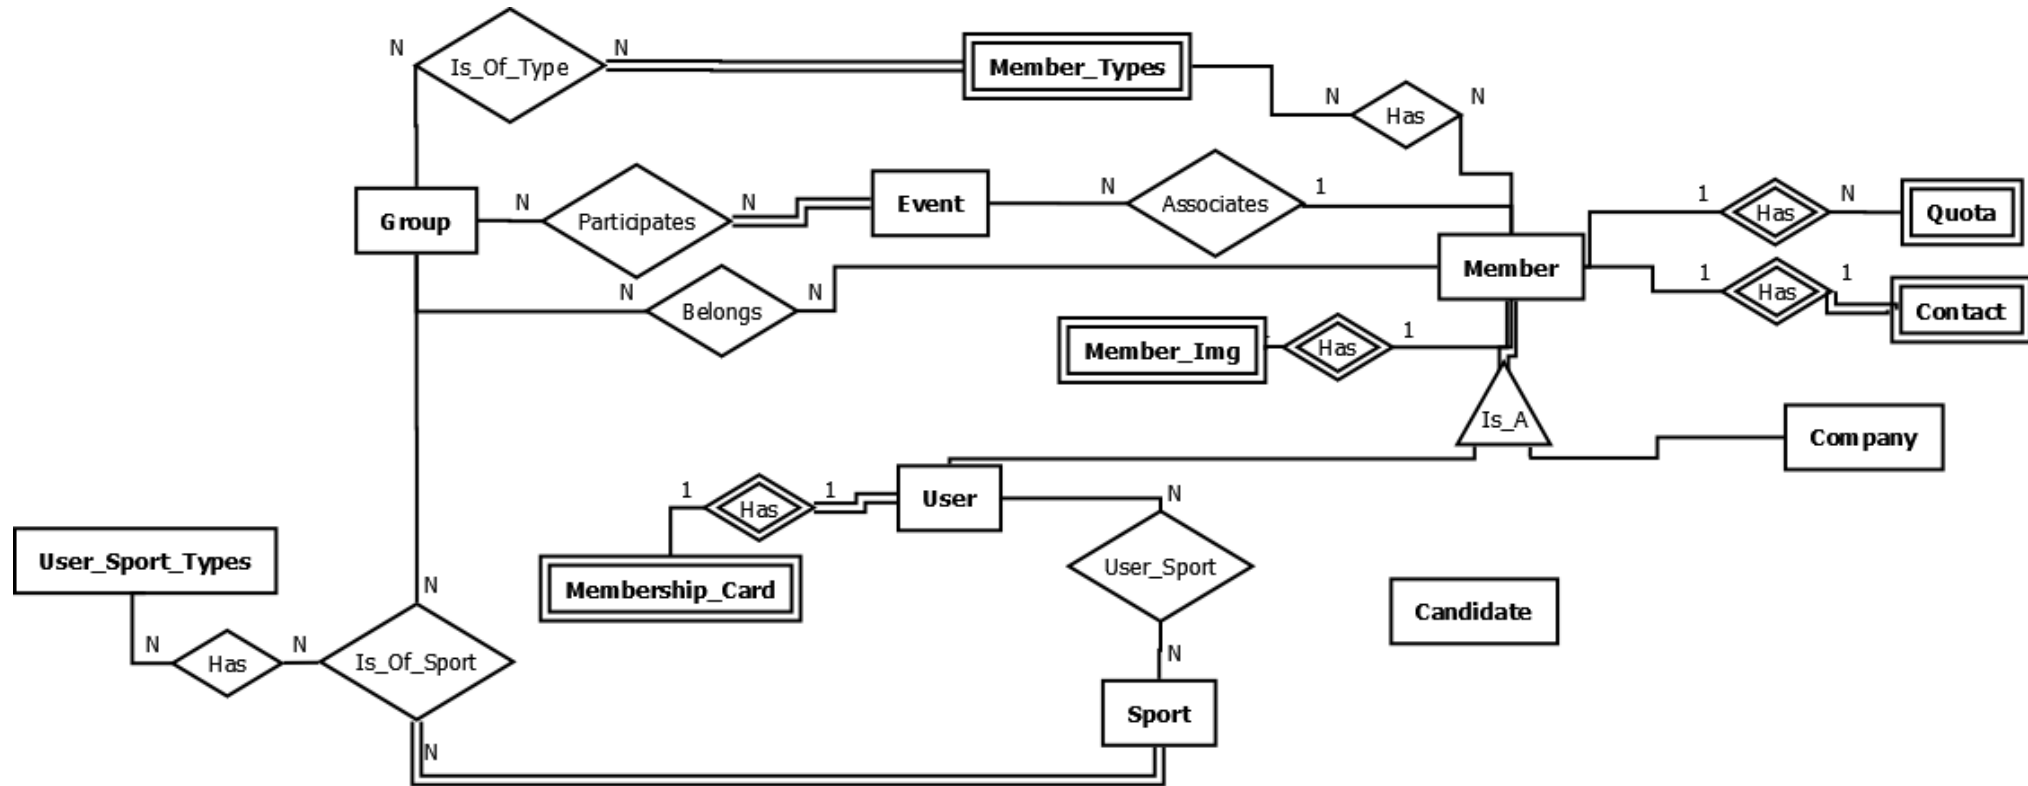 N
Is_Of_Type
N
Member_Types
N
Has
N
Group
N
Participates
N
Event
N
Associates
1
Member
1
Has
N
Quota
1
Has
1
Contact
N
Belongs
N
Member_Img
Has
1
Is_A
Company
User
1
Has
1
Membership_Card
N
User_Sport
N
Sport
Candidate
User_Sport_Types
N
Has
N
N
Is_Of_Sport
N